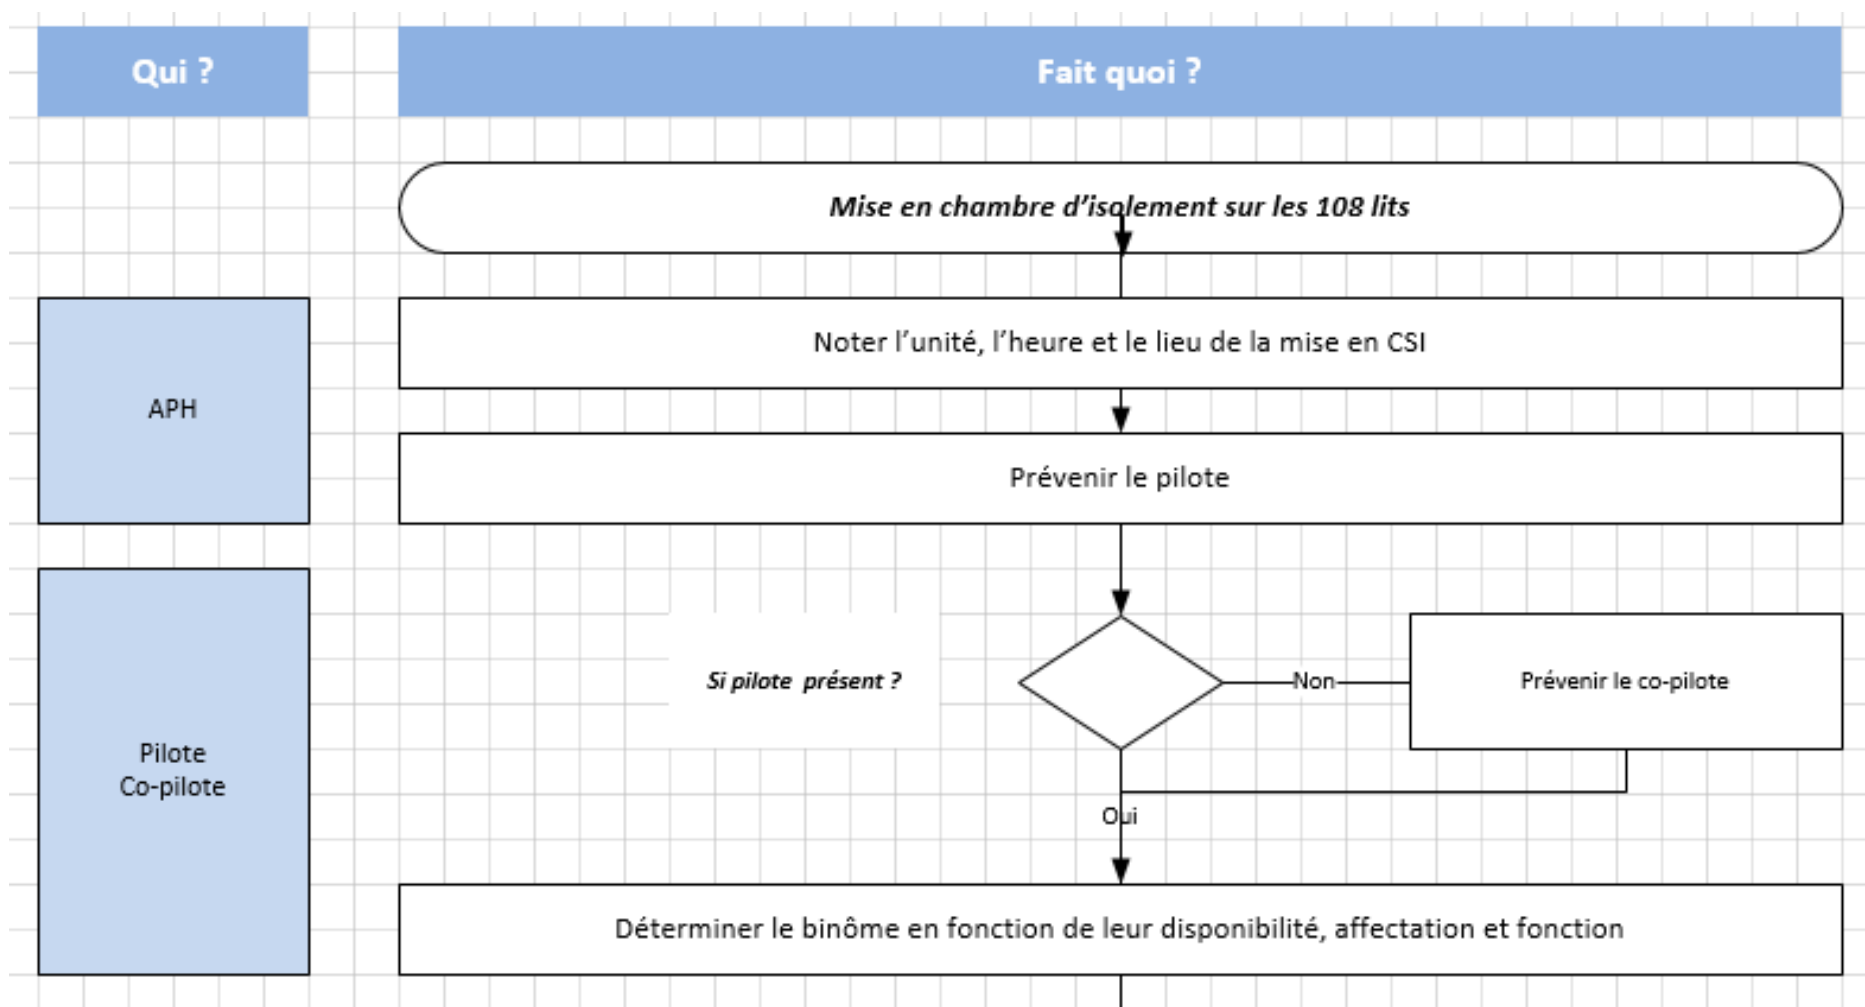 Qui ?
Fait quoi ?
Mise en chambre d’isolement sur les 108 lits
APH
Noter l’unité, l’heure et le lieu de la mise en CSI
Prévenir le pilote
Pilote
Co-pilote
Si pilote présent ?
Non
Prévenir le co-pilote
Oui
Déterminer le binôme en fonction de leur disponibilité, affectation et fonction